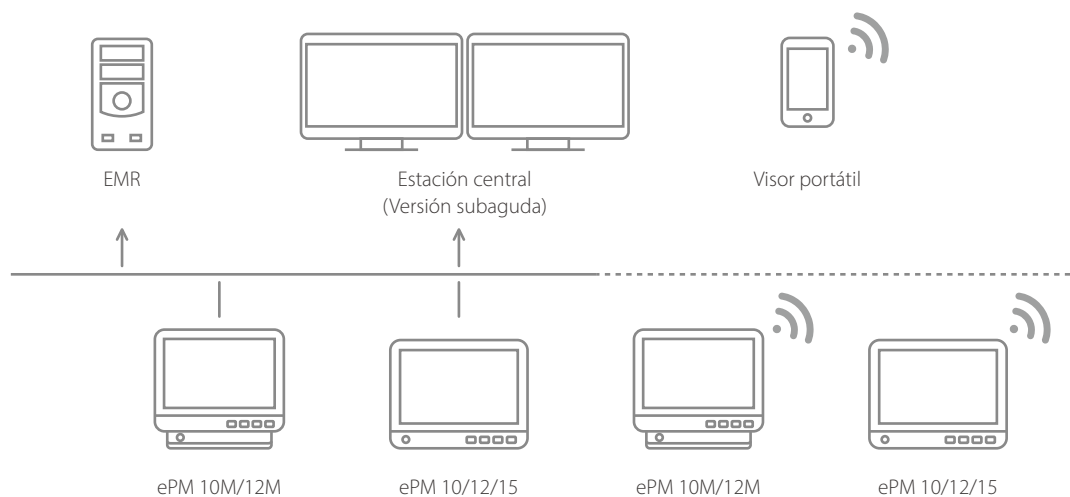 EMR
Estación central
(Versión subaguda)
Visor portátil
ePM 10M/12M
ePM 10/12/15
ePM 10M/12M
ePM 10/12/15